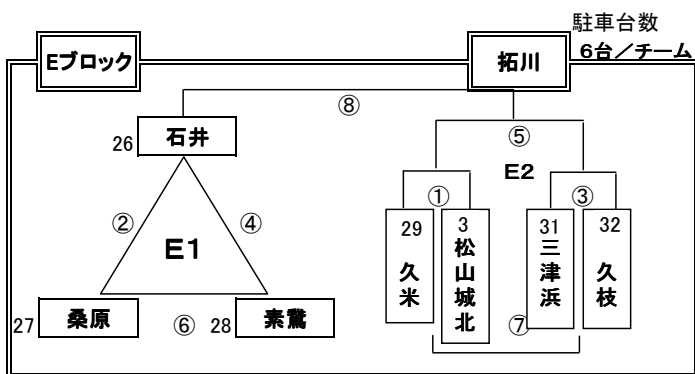 駐車台数
6台／チーム
Eブロック
拓川
⑧
26
石井
⑤
E2
②
④
①
③
E1
29
久米
3
松山城北
31
三津浜
32
久枝
27
桑原
⑥
28
素鵞
⑦